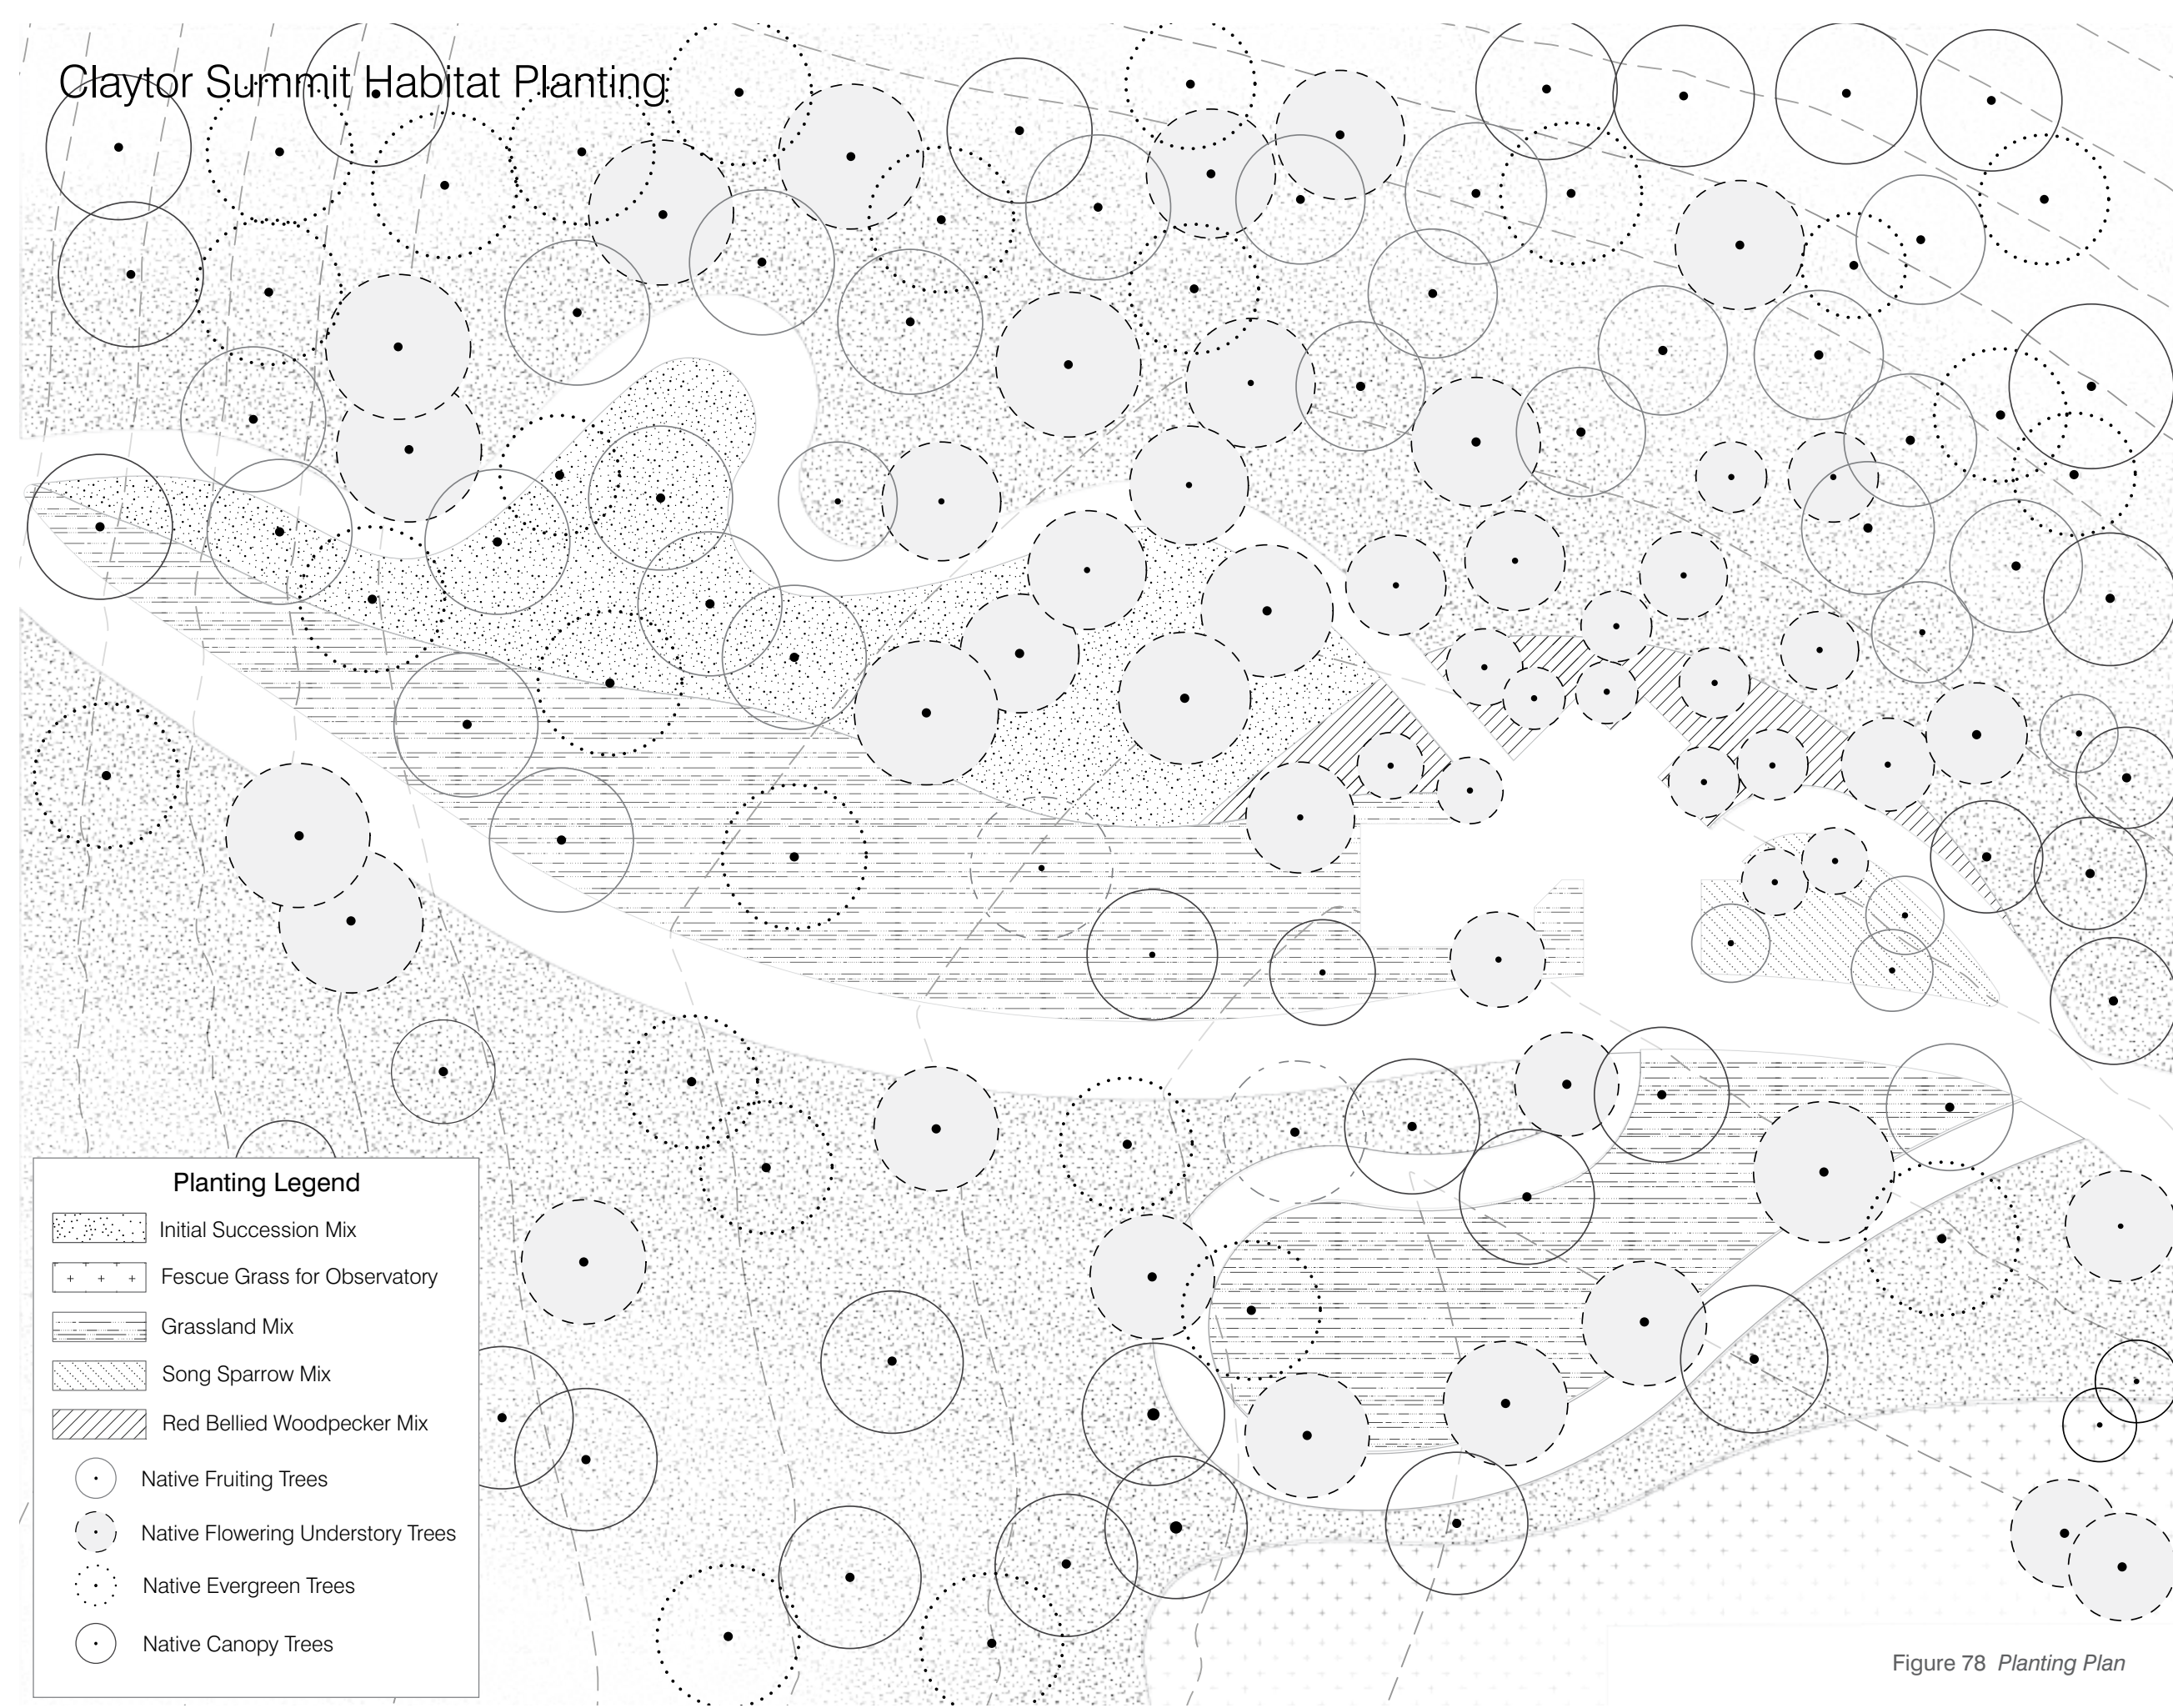 Claytor Summit Habitat Planting
Planting Legend
Initial Succession Mix
Fescue Grass for Observatory
Grassland Mix
Song Sparrow Mix
Red Bellied Woodpecker Mix
Native Fruiting Trees
Native Flowering Understory Trees
Native Evergreen Trees
Native Canopy Trees
Figure 78 Planting Plan